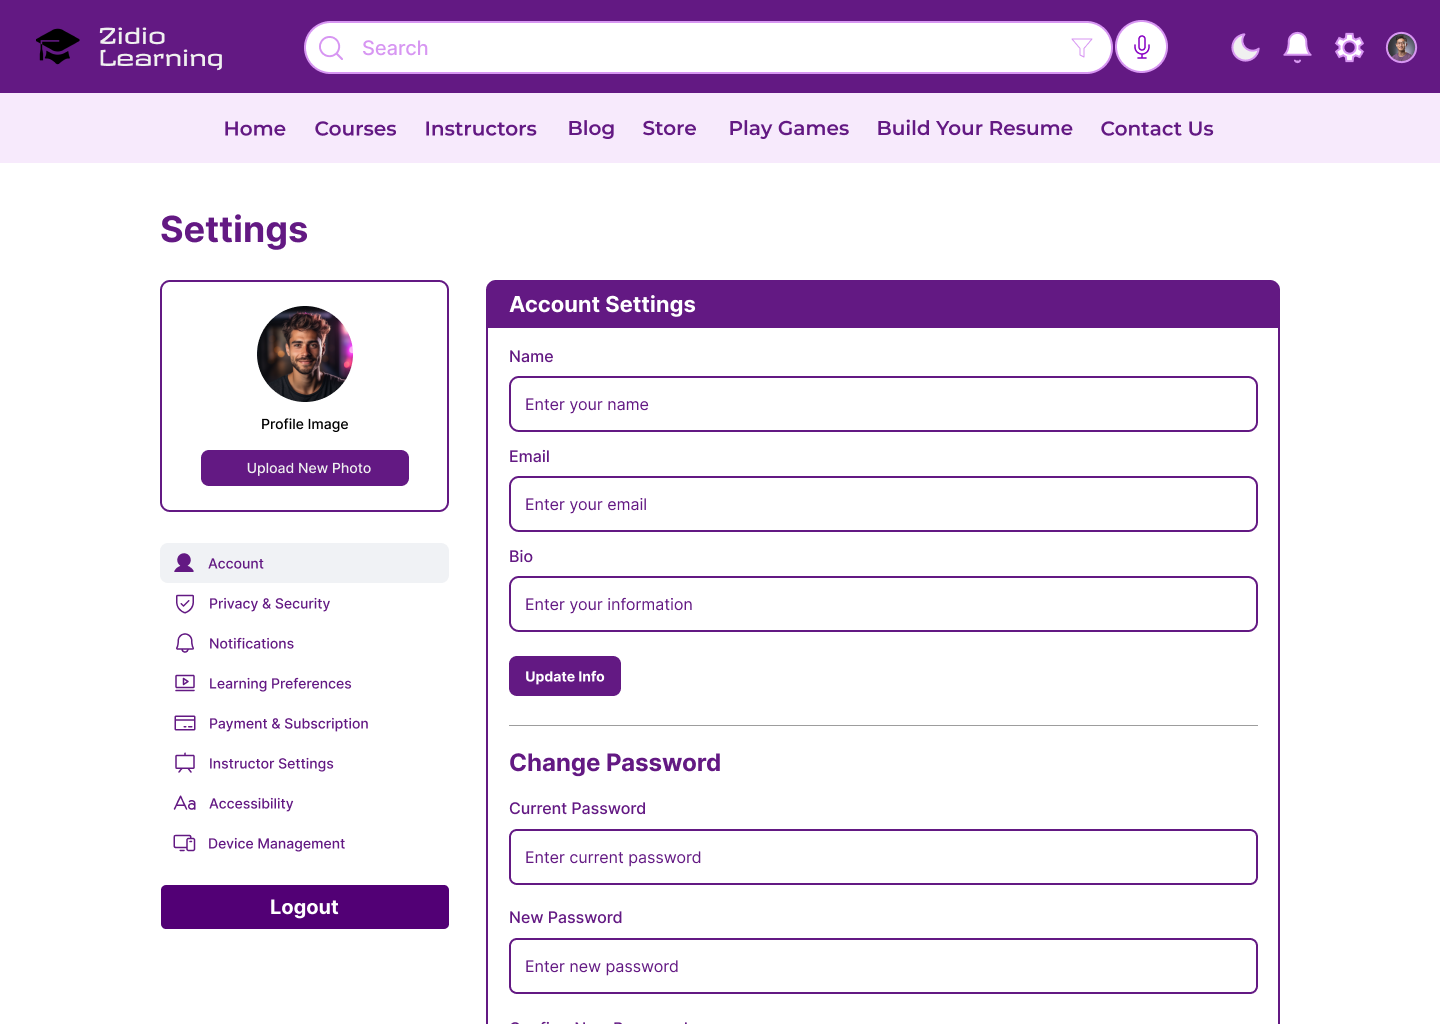 Zidio
Learning
Search
Home Courses Instructors Blog Store Play Games Build Your Resume Contact Us
Settings
Profile Image
Upload New Photo
Account
Privacy & Security
Notifications
Learning Preferences
Payment & Subscription
Instructor Settings
Aa Accessibility
Device Management
Logout
Account Settings
Name
Enter your name
Email
Enter your email
Bio
Enter your information
Update Info
Change Password
Current Password
Enter current password
New Password
Enter new password